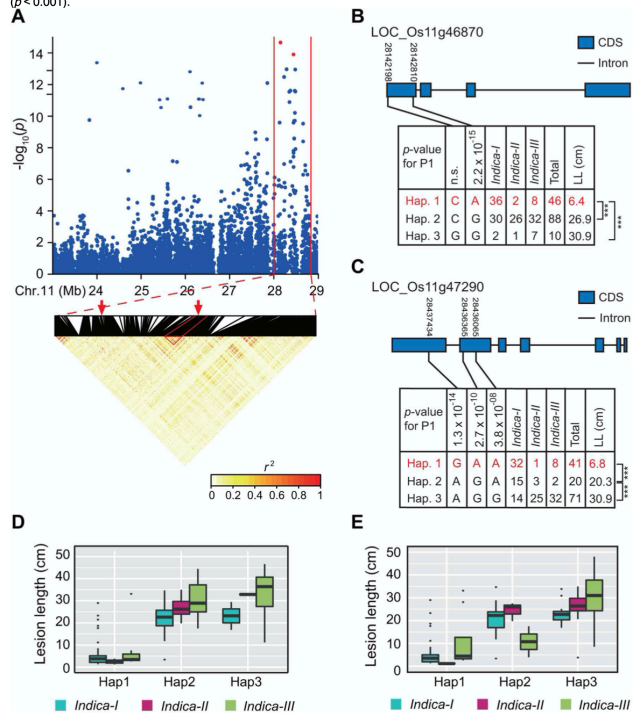 (p < 0.001).
A
14
12
10
8
6
4
2
0
-log10(p)
Chr.11 (Mb) 24 25 26 27 28 29
r2
0 0.2 0.4 0.6 0.8 1
B
LOC_Os11g46870
28142198
28142810
CDS
Intron
p-value for P1 n.s. 2.2 x 10-15 Indica-I Indica-II Indica-III Total LL (cm)
Hap. 1 C A 36 2 8 46 6.4
Hap. 2 C G 30 26 32 88 26.9
Hap. 3 G G 2 1 7 10 30.9
***
***
C
LOC_Os11g47290
28437434
28436365
28436065
CDS
Intron
p-value for P1 1.3 x 10-14 2.7 x 10-10 3.8 x 10-08 Indica-I Indica-II Indica-III Total LL (cm)
Hap. 1 G A A 32 1 8 41 6.8
Hap. 2 A G A 15 3 2 20 20.3
Hap. 3 A G G 14 25 32 71 30.9
*** ***
***
D
Lesion length (cm)
50
40
30
20
10
0
Hap1 Hap2 Hap3
Indica-I Indica-II Indica-III
E
Lesion length (cm)
50
40
30
20
10
0
Hap1 Hap2 Hap3
Indica-I Indica-II Indica-III